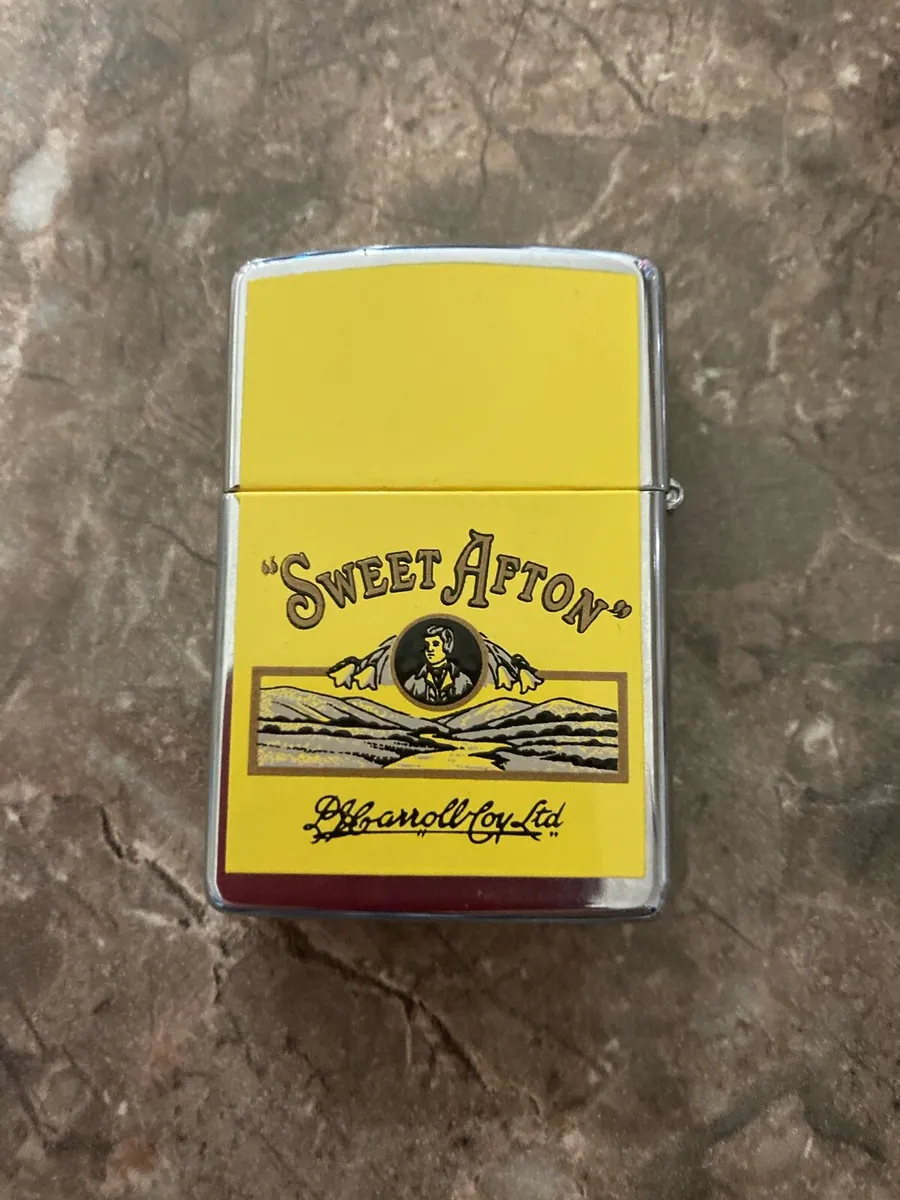 "SWEET AFTON"
P.J. Carroll & Coy Ltd